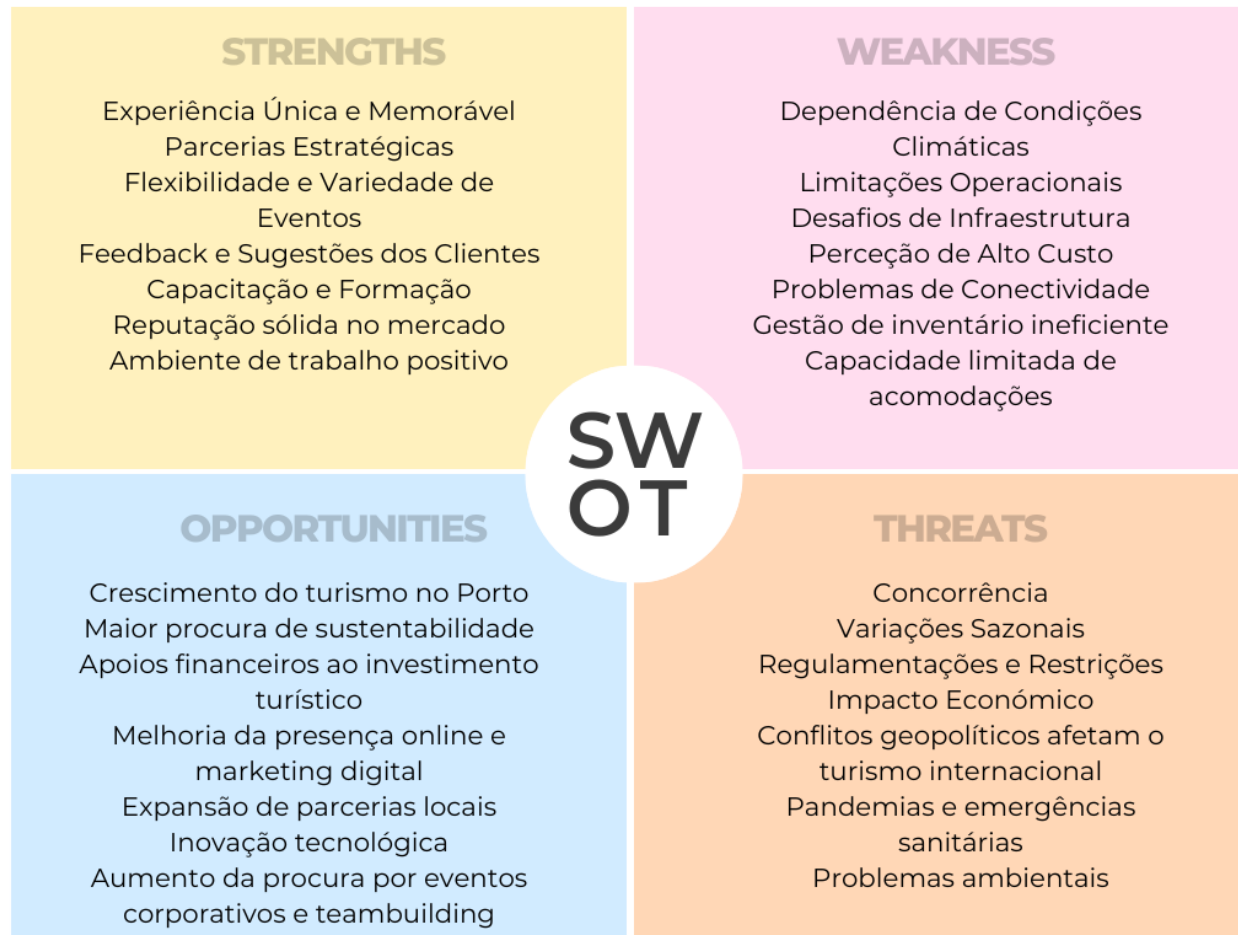 STRENGTHS
Experiência Única e Memorável
Parcerias Estratégicas
Flexibilidade e Variedade de
Eventos
Feedback e Sugestões dos Clientes
Capacitação e Formação
Reputação sólida no mercado
Ambiente de trabalho positivo
WEAKNESS
Dependência de Condições
Climáticas
Limitações Operacionais
Desafios de Infraestrutura
Perceção de Alto Custo
Problemas de Conectividade
Gestão de inventário ineficiente
Capacidade limitada de
acomodações
SW
OT
OPPORTUNITIES
Crescimento do turismo no Porto
Maior procura de sustentabilidade
Apoios financeiros ao investimento
turístico
Melhoria da presença online e
marketing digital
Expansão de parcerias locais
Inovação tecnológica
Aumento da procura por eventos
corporativos e teambuilding
THREATS
Concorrência
Variações Sazonais
Regulamentações e Restrições
Impacto Económico
Conflitos geopolíticos afetam o
turismo internacional
Pandemias e emergências
sanitárias
Problemas ambientais